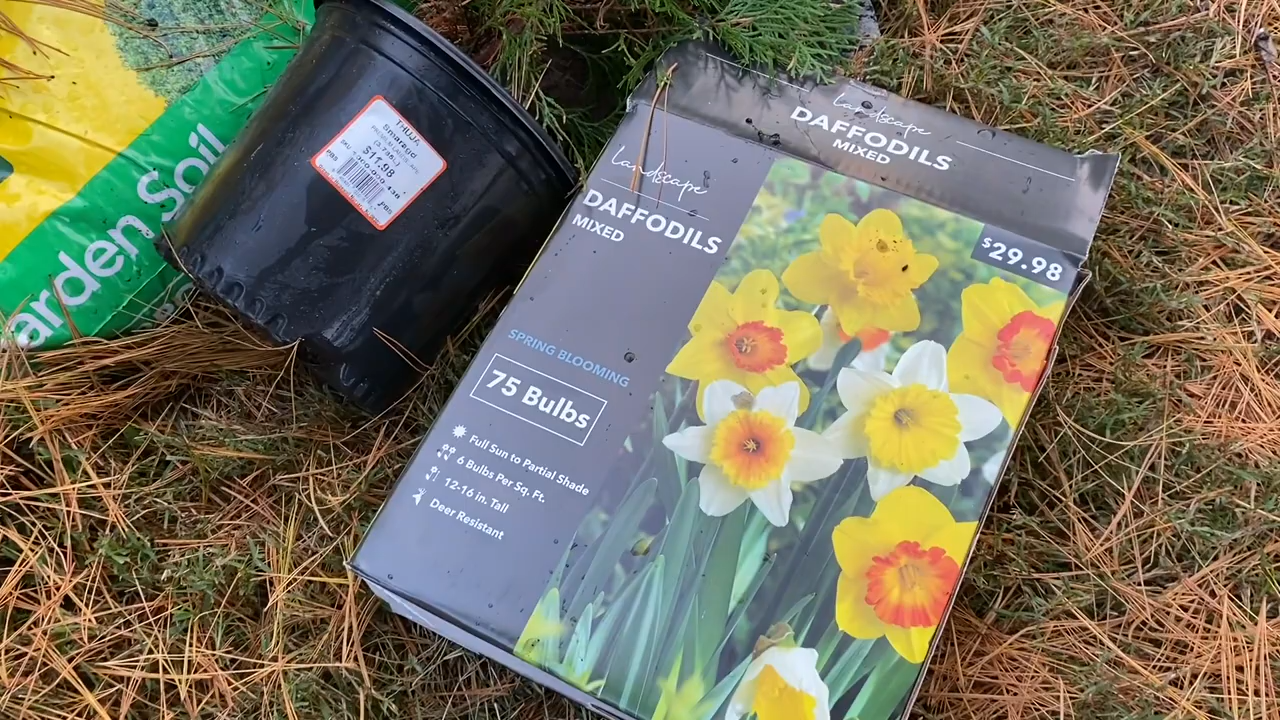 arden Soil
THUJA
Smaragd
$17.98
Landscape
DAFFODILS
MIXED
Landscape
DAFFODILS
MIXED
$29.98
SPRING BLOOMING
75 Bulbs
Full Sun to Partial Shade
6 Bulbs Per Sq. Ft.
12-16 in. Tall
Deer Resistant